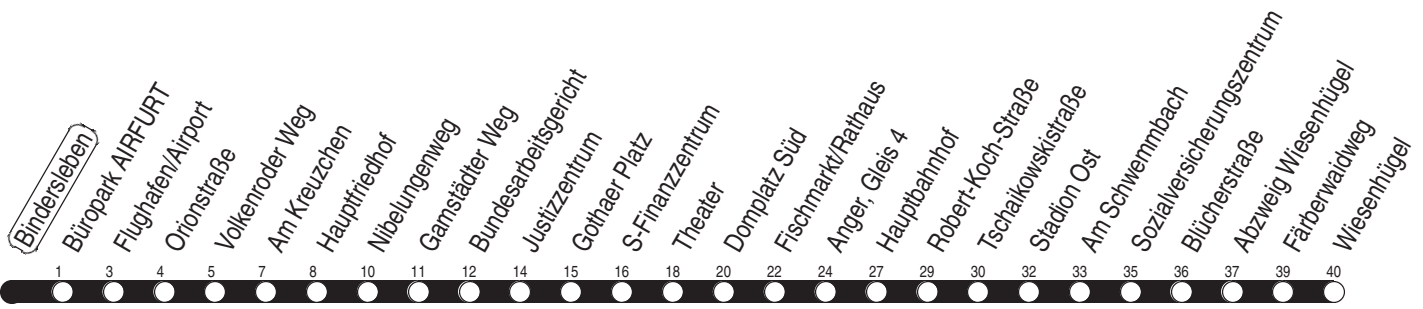 Bindersleben
Büropark AIRFURT
Flughafen/Airport
Orionstraße
Volkenroder Weg
Am Kreuzchen
Hauptfriedhof
Nibelungenweg
Gamstädter Weg
Bundesarbeitsgericht
Justizzentrum
Gothaer Platz
S-Finanzzentrum
Theater
Domplatz Süd
Fischmarkt/Rathaus
Anger, Gleis 4
Hauptbahnhof
Robert-Koch-Straße
Tschaikowskistraße
Stadion Ost
Am Schwemmbach
Sozialversicherungszentrum
Blücherstraße
Abzweig Wiesenhügel
Färberwaidweg
Wiesenhügel
1 3 4 5 7 8 10 11 12 14 15 16 18 20 22 24 27 29 30 32 33 35 36 37 39 40